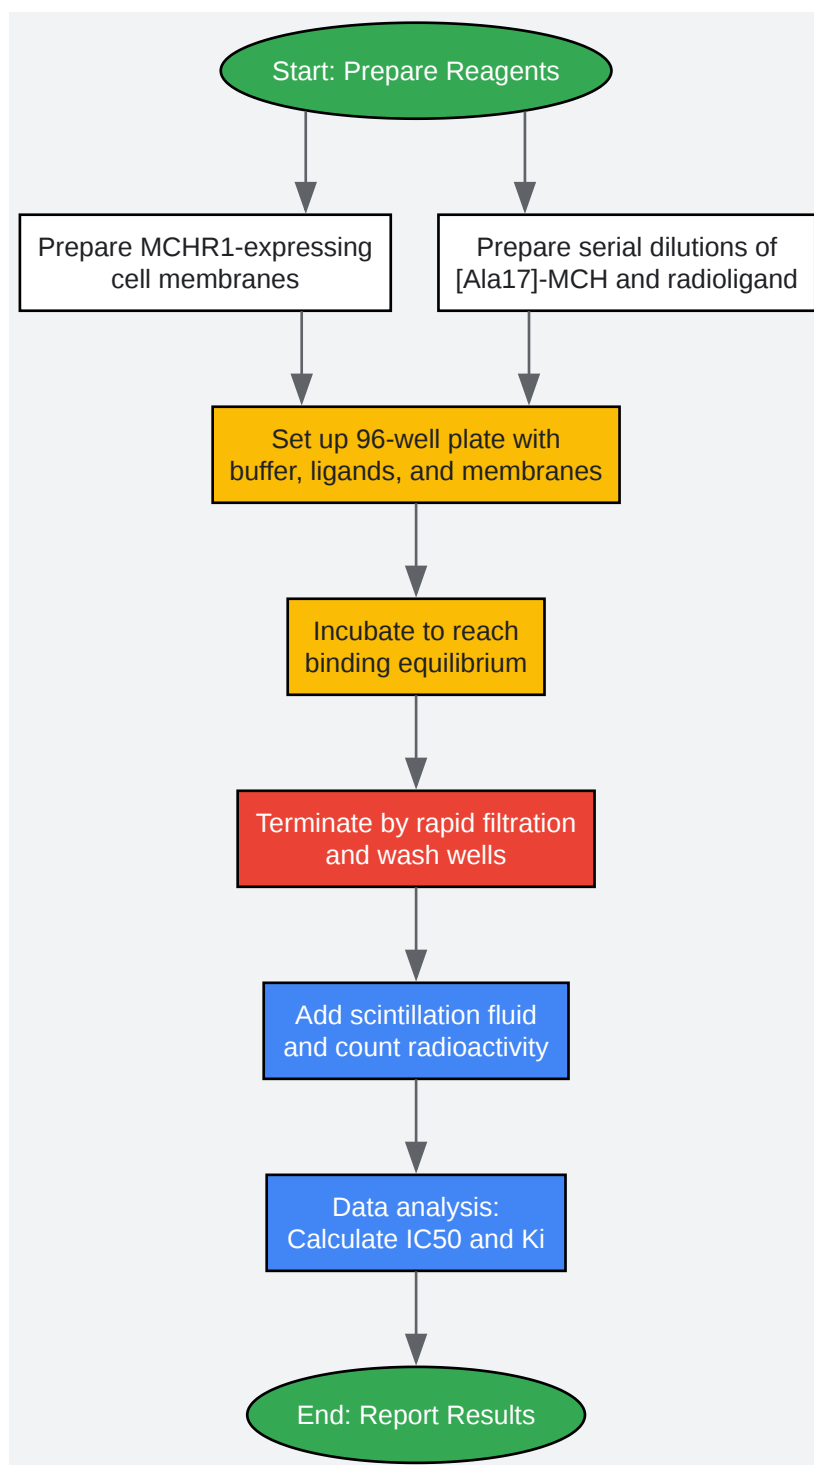 Start: Prepare Reagents
Prepare MCHR1-expressing
cell membranes
Prepare serial dilutions of
[Ala17]-MCH and radioligand
Set up 96-well plate with
buffer, ligands, and membranes
Incubate to reach
binding equilibrium
Terminate by rapid filtration
and wash wells
Add scintillation fluid
and count radioactivity
Data analysis:
Calculate IC50 and Ki
End: Report Results